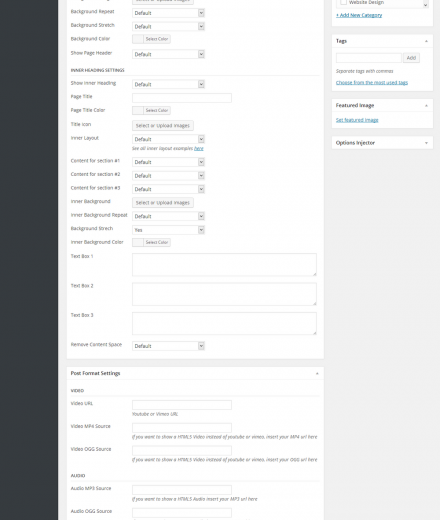 Background Repeat Default
Background Stretch Default
Background Color Select Color
Show Page Header Default
INNER HEADING SETTINGS
Show Inner Heading Default
Page Title
Page Title Color Select Color
Title Icon Select or Upload Images
Inner Layout Default
See all inner layout examples here
Content for section #1 Default
Content for section #2 Default
Content for section #3 Default
Inner Background Select or Upload Images
Inner Background Repeat Default
Background Strech Yes
Inner Background Color Select Color
Text Box 1
Text Box 2
Text Box 3
Remove Content Space Default
Post Format Settings
VIDEO
Video URL
Youtube or Vimeo URL
Video MP4 Source
If you want to show a HTML5 Video instead of youtube or vimeo, insert your MP4 url here
Video OGG Source
If you want to show a HTML5 Video instead of youtube or vimeo, insert your OGG url here
AUDIO
Audio MP3 Source
If you want to show a HTML5 Audio insert your MP3 url here
Audio OGG Source
Website Design
+ Add New Category
Tags
Add
Separate tags with commas
Choose from the most used tags
Featured Image
Set featured image
Options Injector